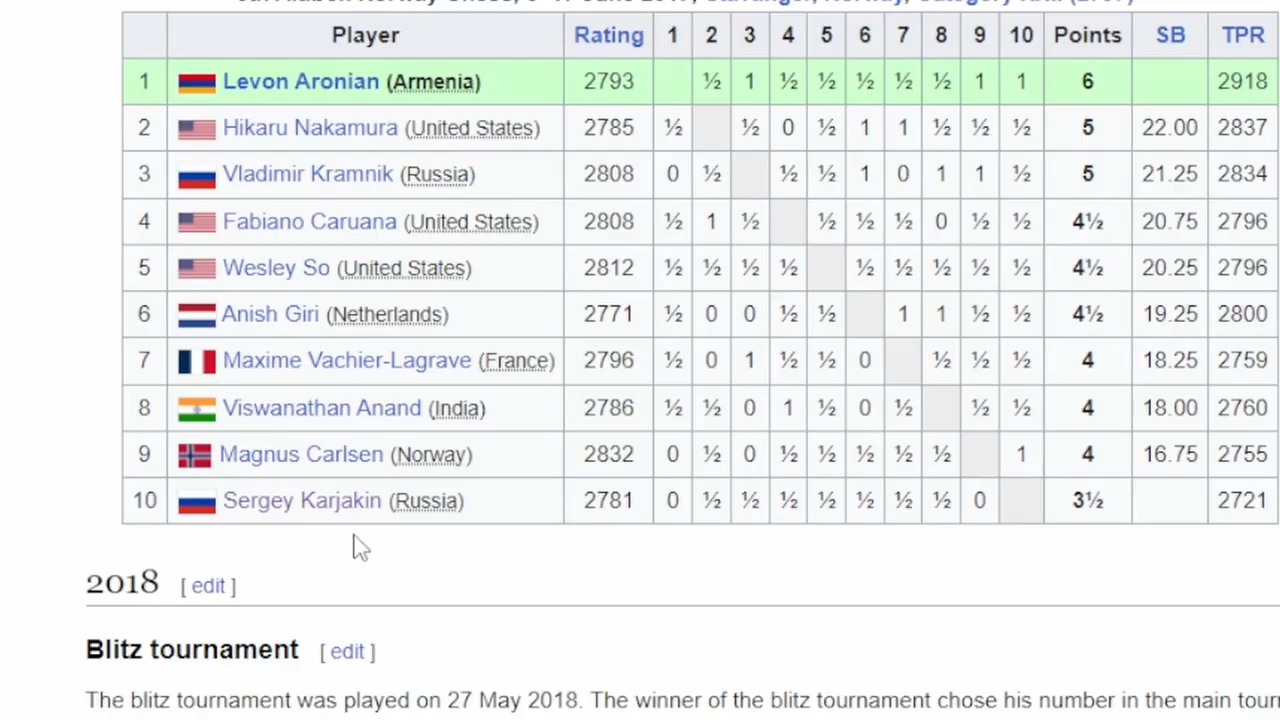 Player Rating 1 2 3 4 5 6 7 8 9 10 Points SB TPR
1 Levon Aronian (Armenia) 2793 ½ 1 ½ ½ ½ ½ ½ 1 1 6 2918
2 Hikaru Nakamura (United States) 2785 ½ ½ 0 ½ 1 1 ½ ½ ½ 5 22.00 2837
3 Vladimir Kramnik (Russia) 2808 0 ½ ½ ½ 1 0 1 1 ½ 5 21.25 2834
4 Fabiano Caruana (United States) 2808 ½ 1 ½ ½ ½ ½ 0 ½ ½ 4½ 20.75 2796
5 Wesley So (United States) 2812 ½ ½ ½ ½ ½ ½ ½ ½ ½ 4½ 20.25 2796
6 Anish Giri (Netherlands) 2771 ½ 0 0 ½ ½ 1 1 ½ ½ 4½ 19.25 2800
7 Maxime Vachier-Lagrave (France) 2796 ½ 0 1 ½ ½ 0 ½ ½ ½ 4 18.25 2759
8 Viswanathan Anand (India) 2786 ½ ½ 0 1 ½ 0 ½ ½ ½ 4 18.00 2760
9 Magnus Carlsen (Norway) 2832 0 ½ 0 ½ ½ ½ ½ ½ 1 4 16.75 2755
10 Sergey Karjakin (Russia) 2781 0 ½ ½ ½ ½ ½ ½ ½ 0 3½ 2721
2018 [ edit ]
Blitz tournament [ edit ]
The blitz tournament was played on 27 May 2018. The winner of the blitz tournament chose his number in the main tour